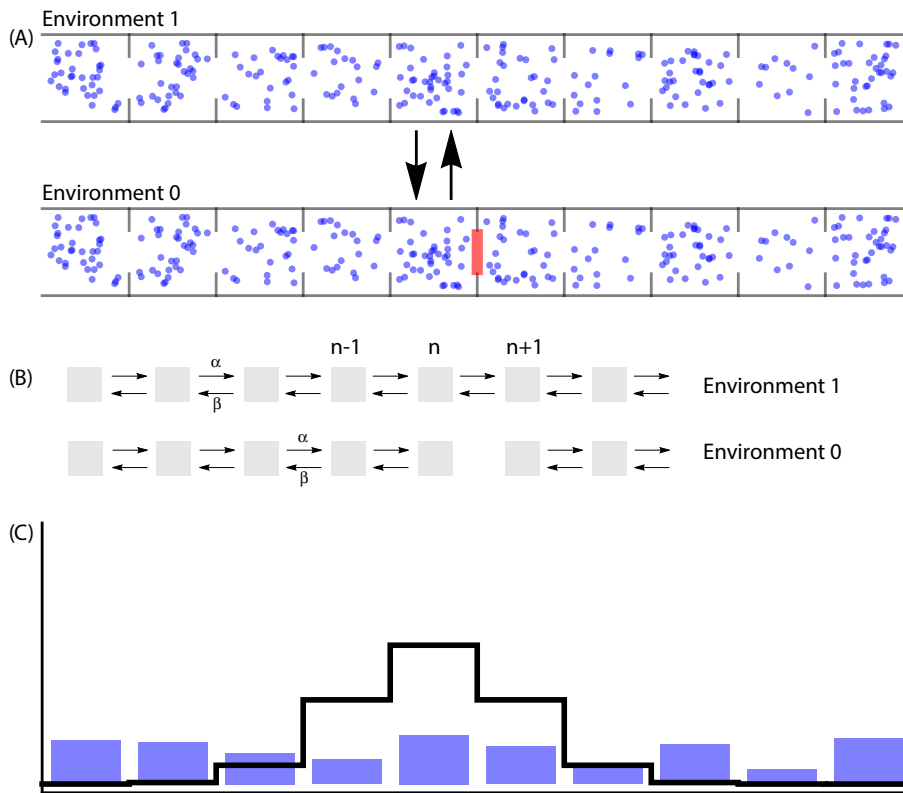 Environment 1
(A)
Environment 0
n-1 n n+1
(B) α β Environment 1
α β Environment 0
(C)